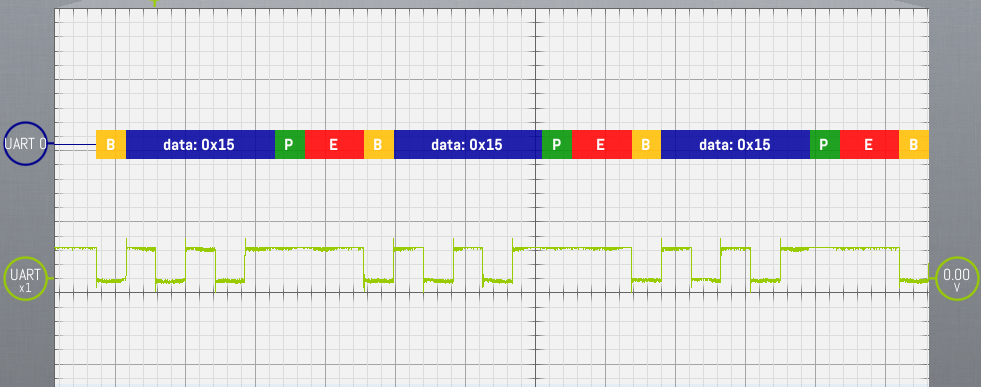 UART 0 B data: 0x15 P E B data: 0x15 P E B data: 0x15 P E B
UART
x1
0.00
V